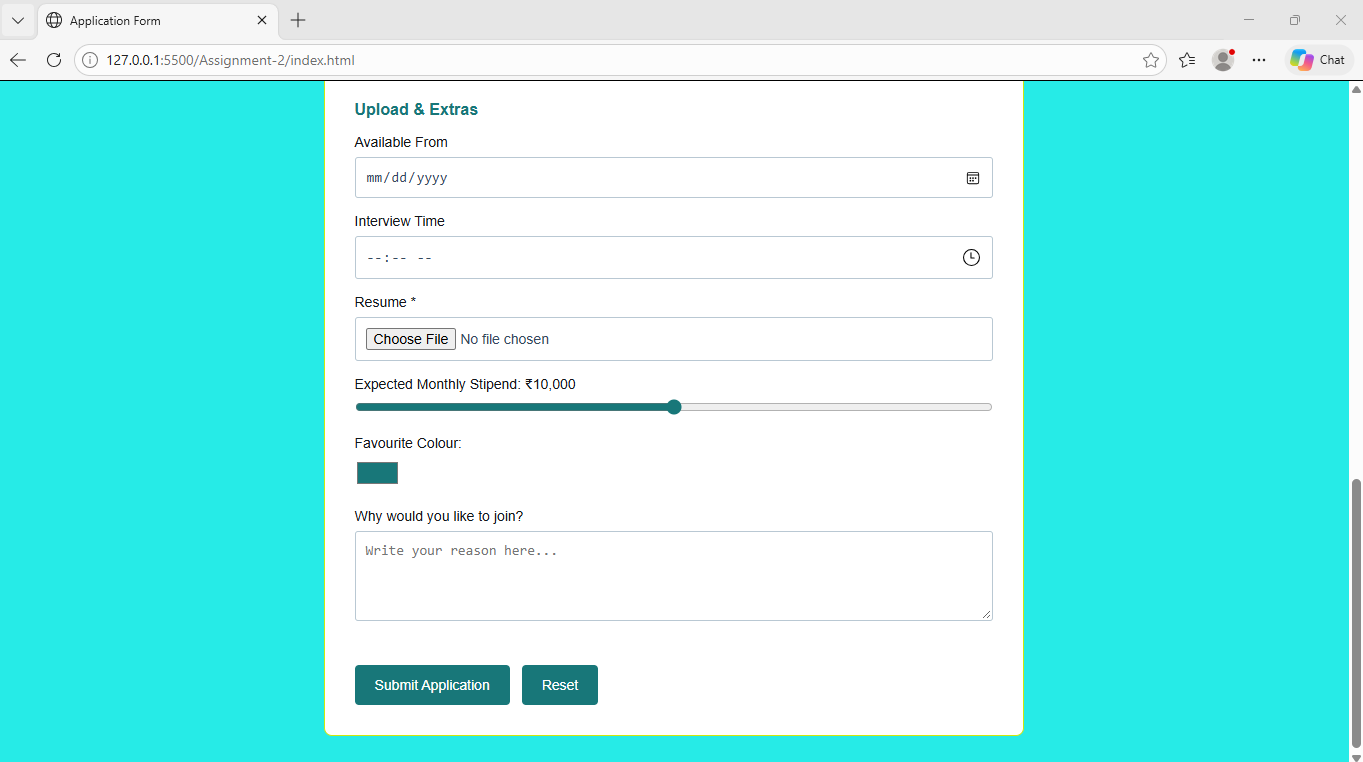 Application Form
127.0.0.1:5500/Assignment-2/index.html
Chat
Upload & Extras
Available From
mm/dd/yyyy
Interview Time
--:-- --
Resume *
Choose File No file chosen
Expected Monthly Stipend: ₹10,000
Favourite Colour:
Why would you like to join?
Write your reason here...
Submit Application Reset